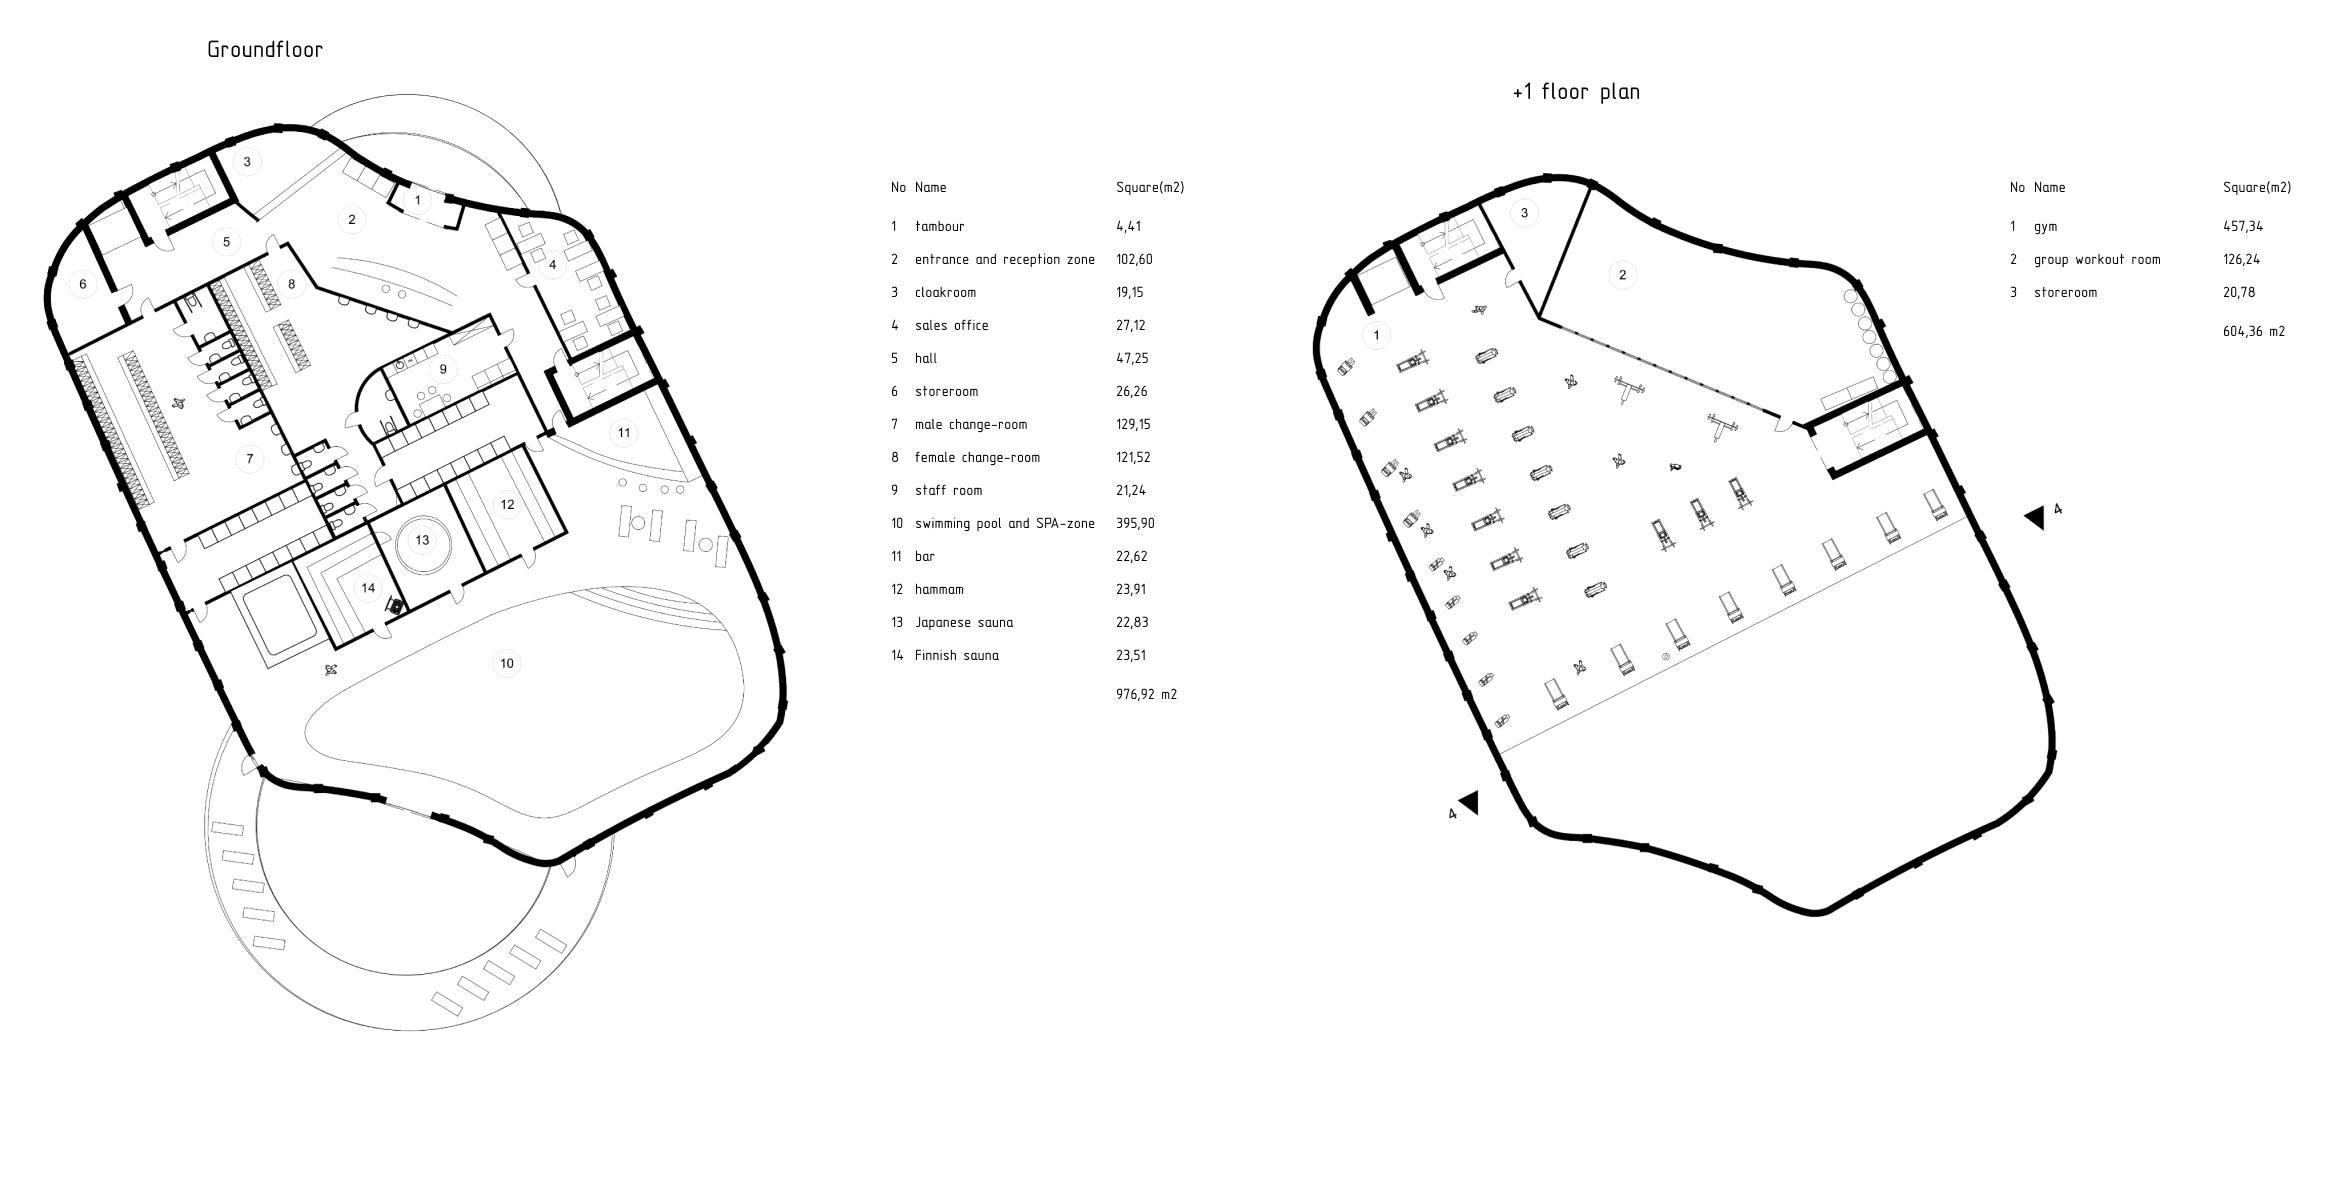 Groundfloor
3
1
2
5
4
6
8
9
11
7
12
13
14
10
No Name Square(m2)
1 tambour 4,41
2 entrance and reception zone 102,60
3 cloakroom 19,15
4 sales office 27,12
5 hall 47,25
6 storeroom 26,26
7 male change-room 129,15
8 female change-room 121,52
9 staff room 21,24
10 swimming pool and SPA-zone 395,90
11 bar 22,62
12 hammam 23,91
13 Japanese sauna 22,83
14 Finnish sauna 23,51
976,92 m2
+1 floor plan
3
2
1
4
4
No Name Square(m2)
1 gym 457,34
2 group workout room 126,24
3 storeroom 20,78
604,36 m2